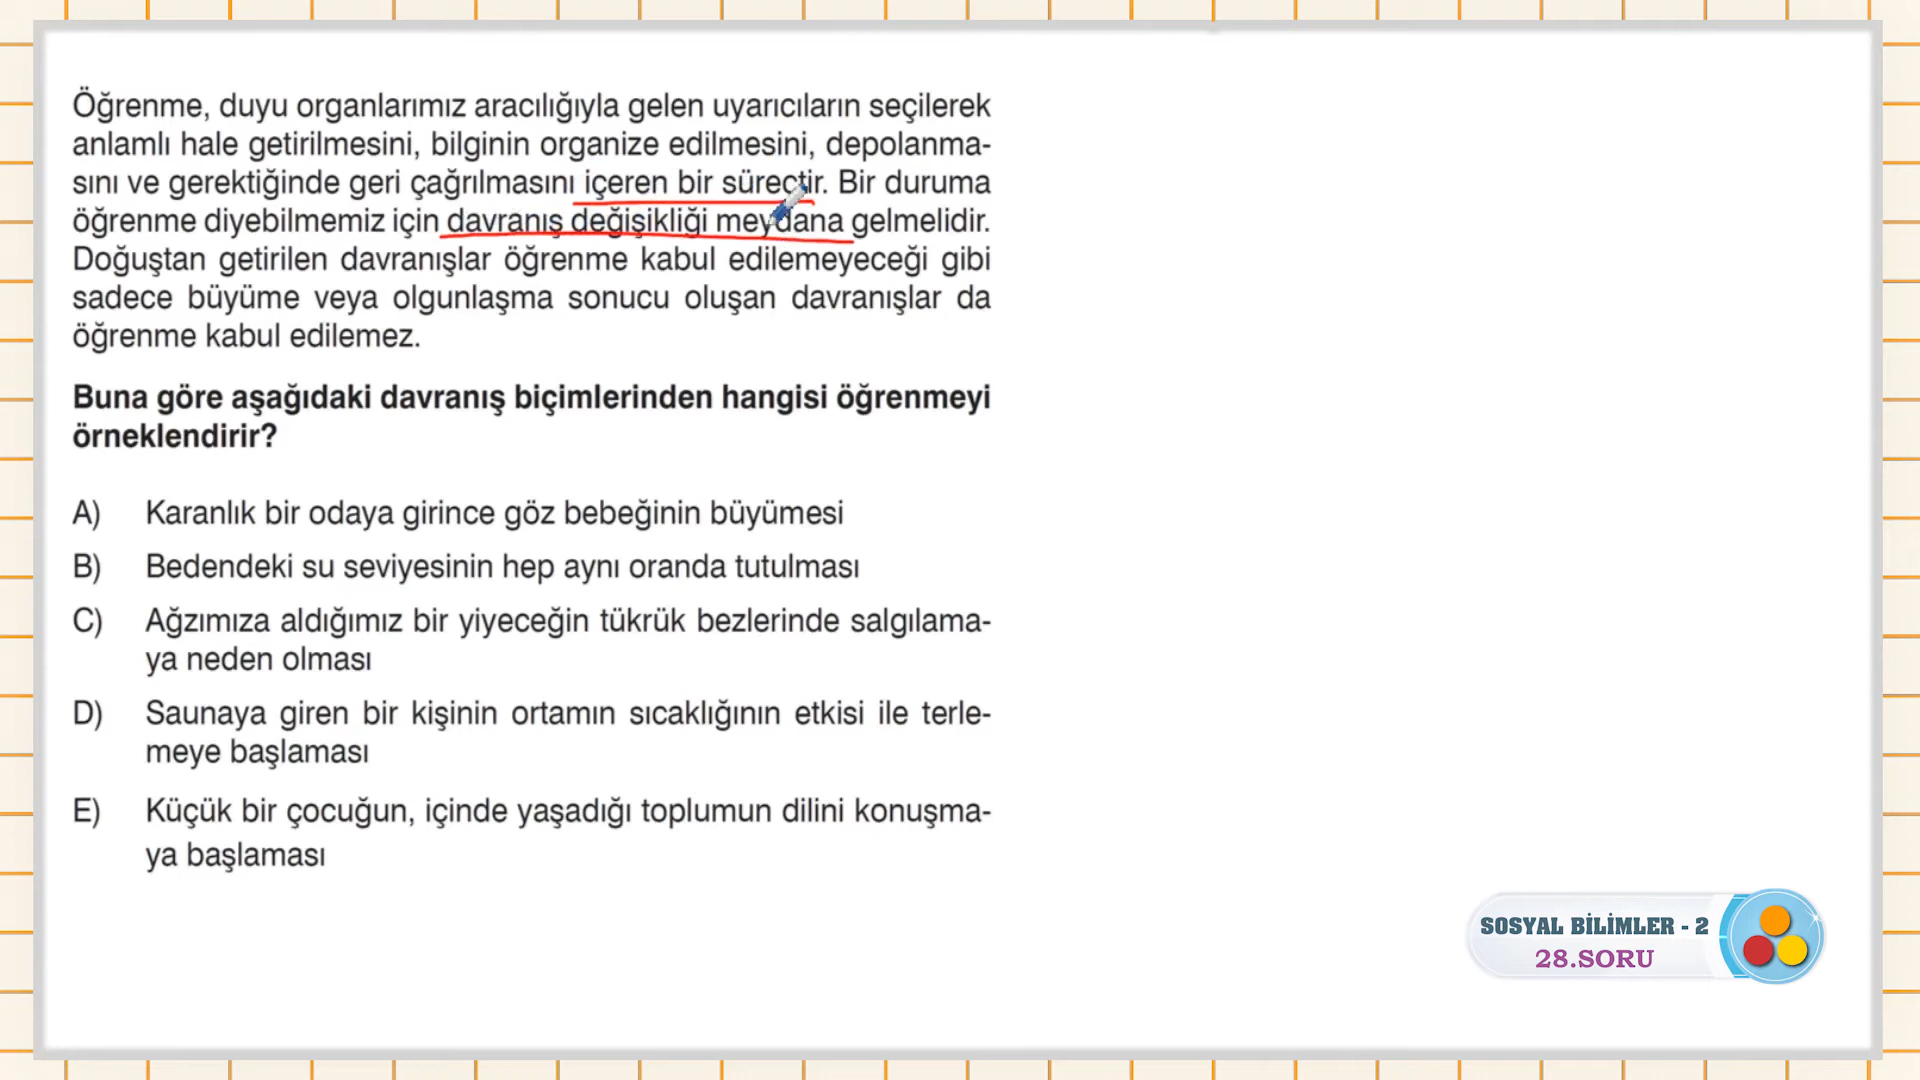 Öğrenme, duyu organlarımız aracılığıyla gelen uyarıcıların seçilerek
anlamlı hale getirilmesini, bilginin organize edilmesini, depolanma-
sını ve gerektiğinde geri çağrılmasını içeren bir süreçtir. Bir duruma
öğrenme diyebilmemiz için davranış değişikliği meydana gelmelidir.
Doğuştan getirilen davranışlar öğrenme kabul edilemeyeceği gibi
sadece büyüme veya olgunlaşma sonucu oluşan davranışlar da
öğrenme kabul edilemez.
Buna göre aşağıdaki davranış biçimlerinden hangisi öğrenmeyi
örneklendirir?
A) Karanlık bir odaya girince göz bebeğinin büyümesi
B) Bedendeki su seviyesinin hep aynı oranda tutulması
C) Ağzımıza aldığımız bir yiyeceğin tükrük bezlerinde salgılama-
ya neden olması
D) Saunaya giren bir kişinin ortamın sıcaklığının etkisi ile terle-
meye başlaması
E) Küçük bir çocuğun, içinde yaşadığı toplumun dilini konuşma-
ya başlaması
SOSYAL BİLİMLER - 2
28.SORU